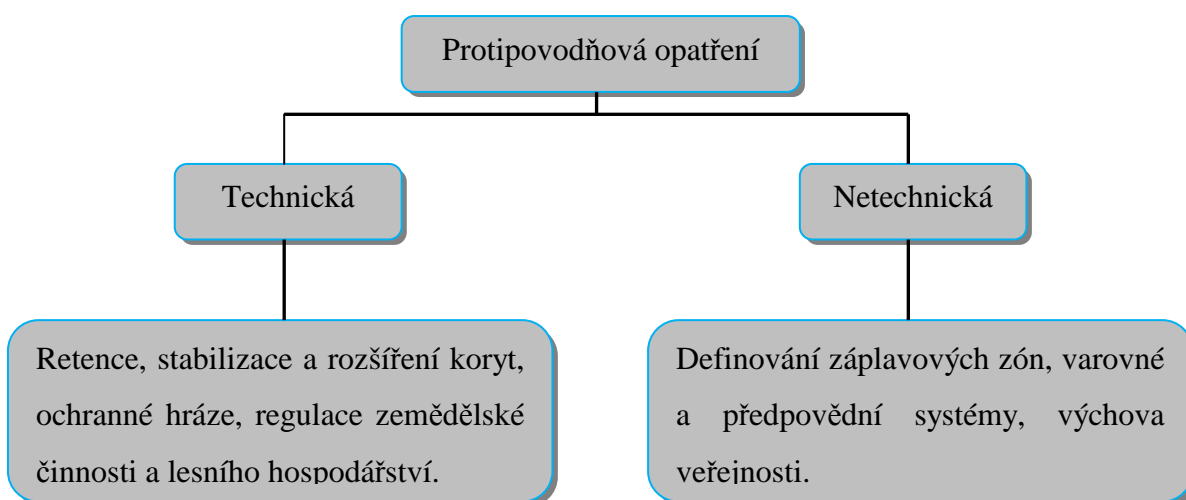 Protipovodňová opatření
Technická
Netechnická
Retence, stabilizace a rozšíření koryt,
ochranné hráze, regulace zemědělské
činnosti a lesního hospodářství.
Definování záplavových zón, varovné
a předpovědní systémy, výchova
veřejnosti.